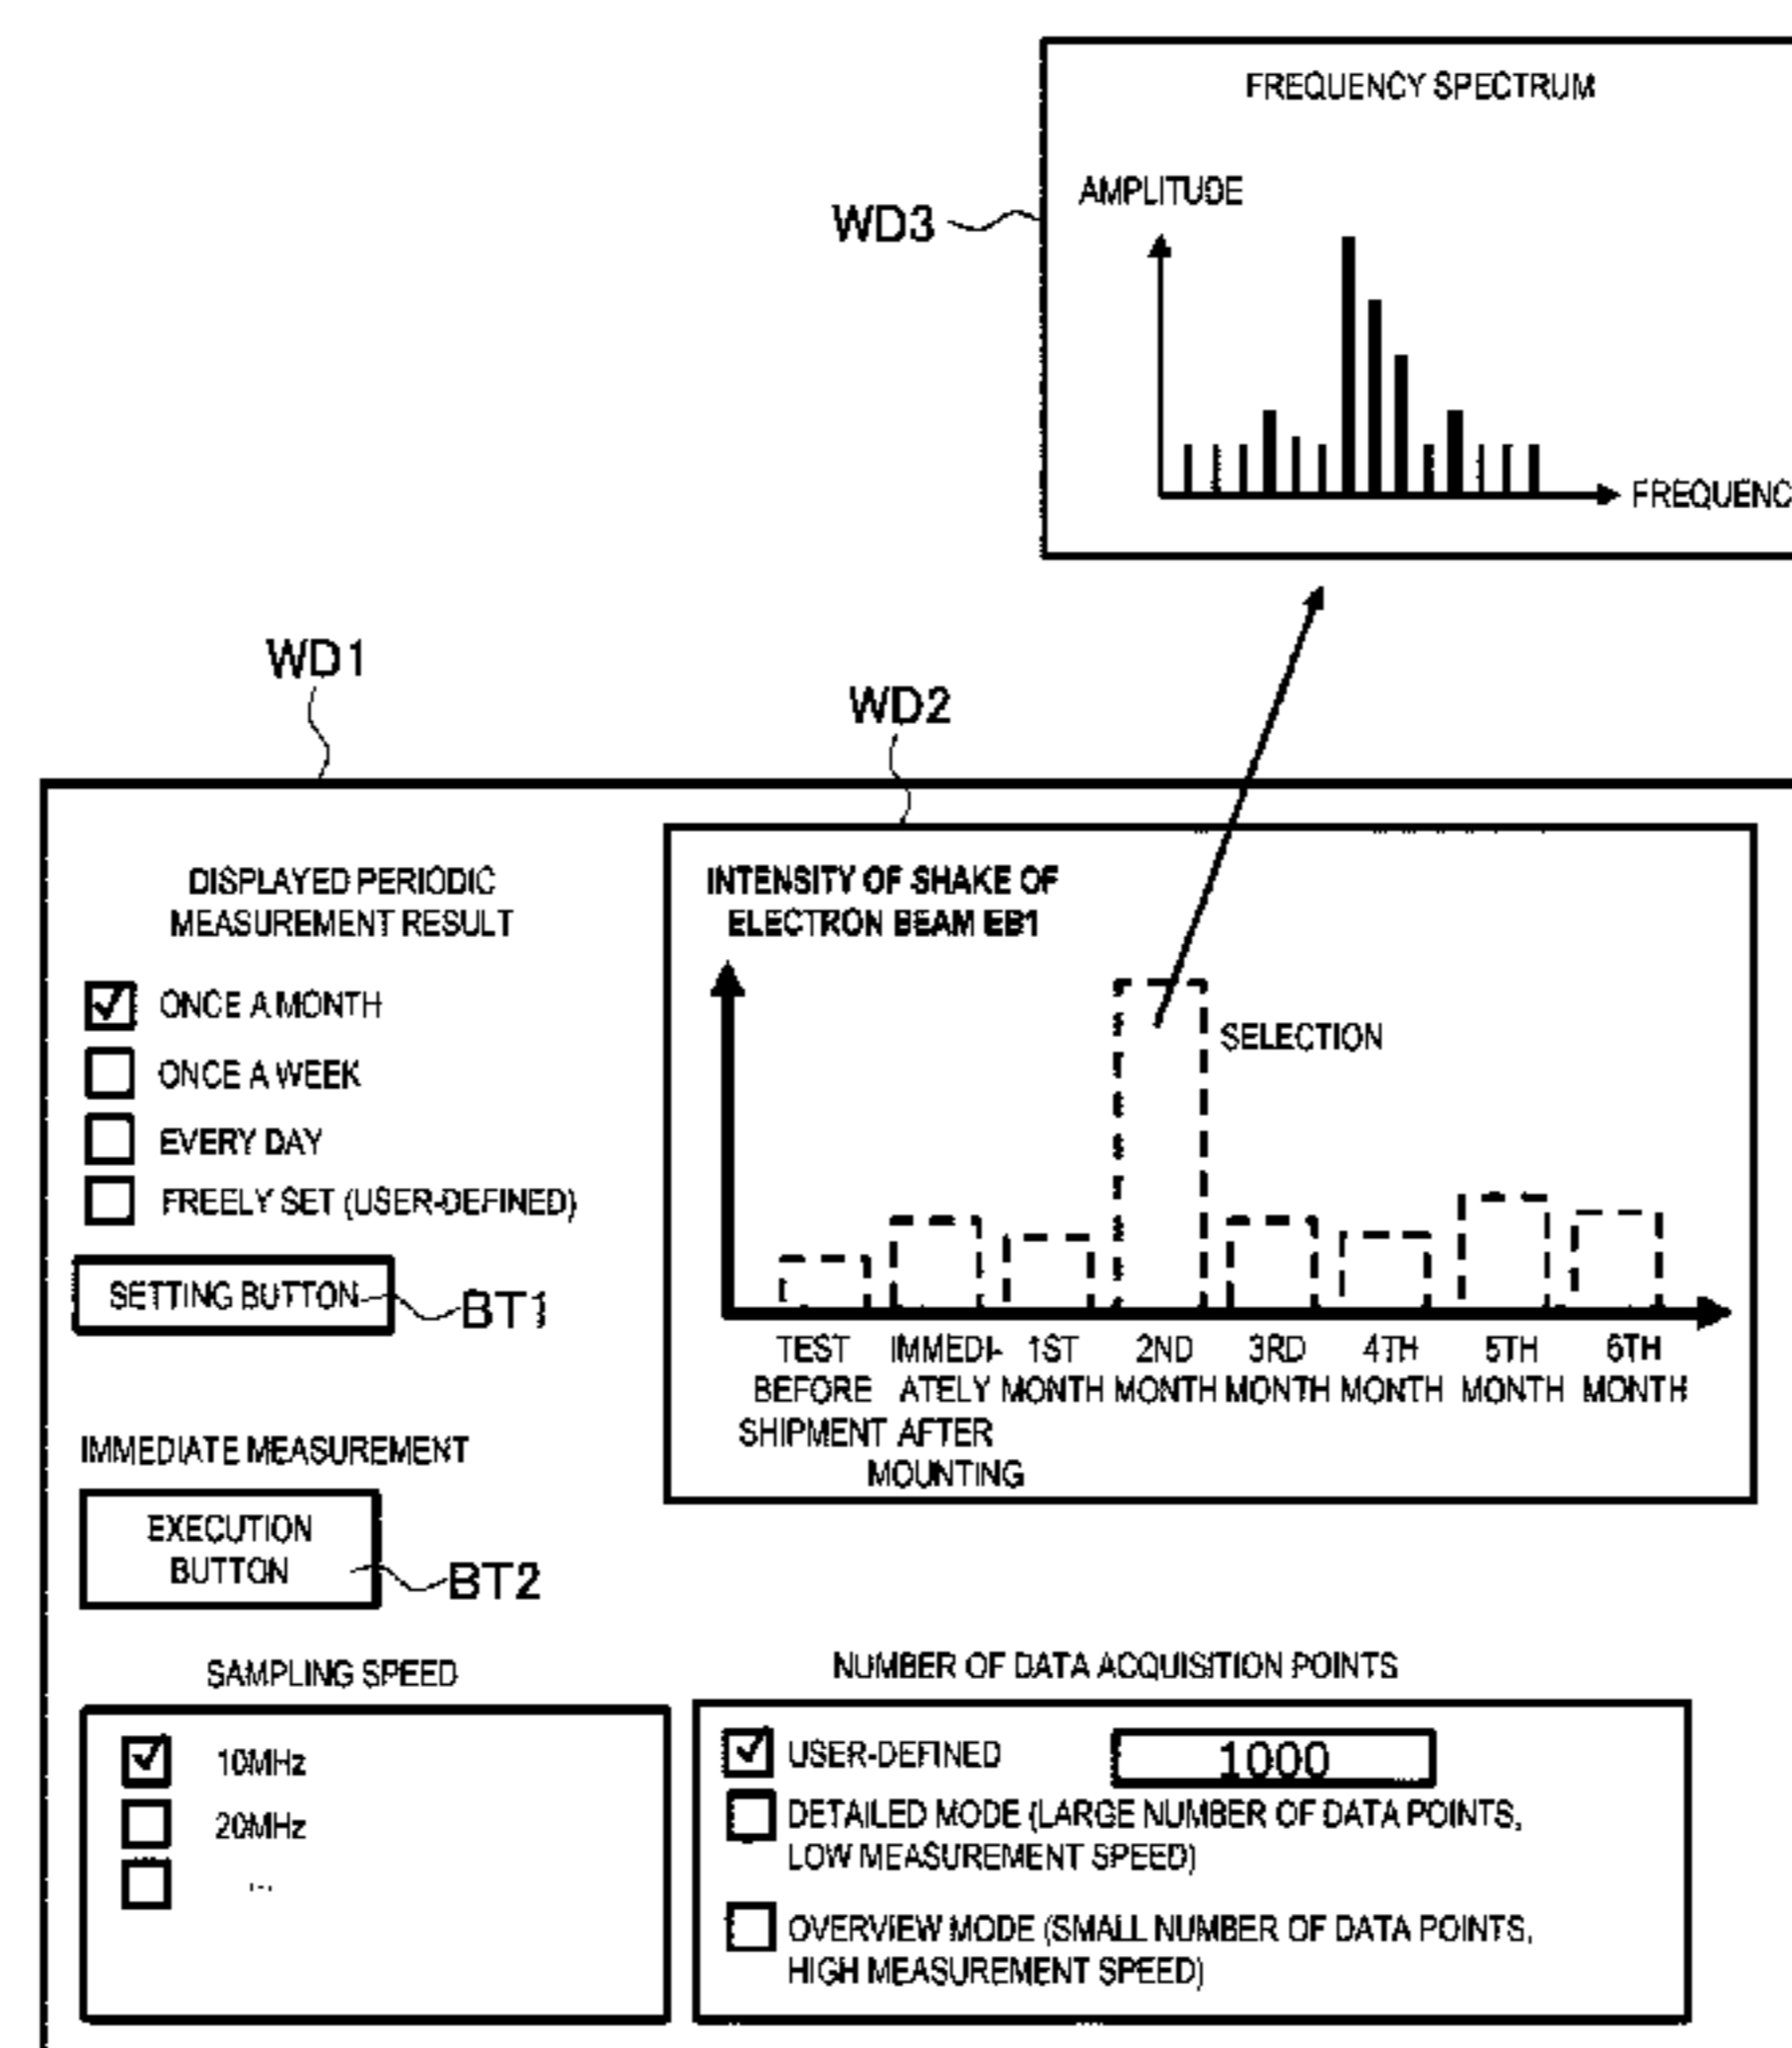 FREQUENCY SPECTRUM
AMPLITUDE
WD3
FREQUENC
WD1
WD2
DISPLAYED PERIODIC
MEASUREMENT RESULT
ONCE A MONTH
ONCE A WEEK
EVERY DAY
FREELY SET (USER-DEFINED)
SETTING BUTTON
BT1
INTENSITY OF SHAKE OF
ELECTRON BEAM EB1
SELECTION
TEST IMMEDI- 1ST 2ND 3RD 4TH 5TH 6TH
BEFORE ATELY MONTH MONTH MONTH MONTH MONTH MONTH
SHIPMENT AFTER
MOUNTING
IMMEDIATE MEASUREMENT
EXECUTION
BUTTON
BT2
SAMPLING SPEED
10MHz
20MHz
...
NUMBER OF DATA ACQUISITION POINTS
USER-DEFINED 1000
DETAILED MODE (LARGE NUMBER OF DATA POINTS,
LOW MEASUREMENT SPEED)
OVERVIEW MODE (SMALL NUMBER OF DATA POINTS,
HIGH MEASUREMENT SPEED)